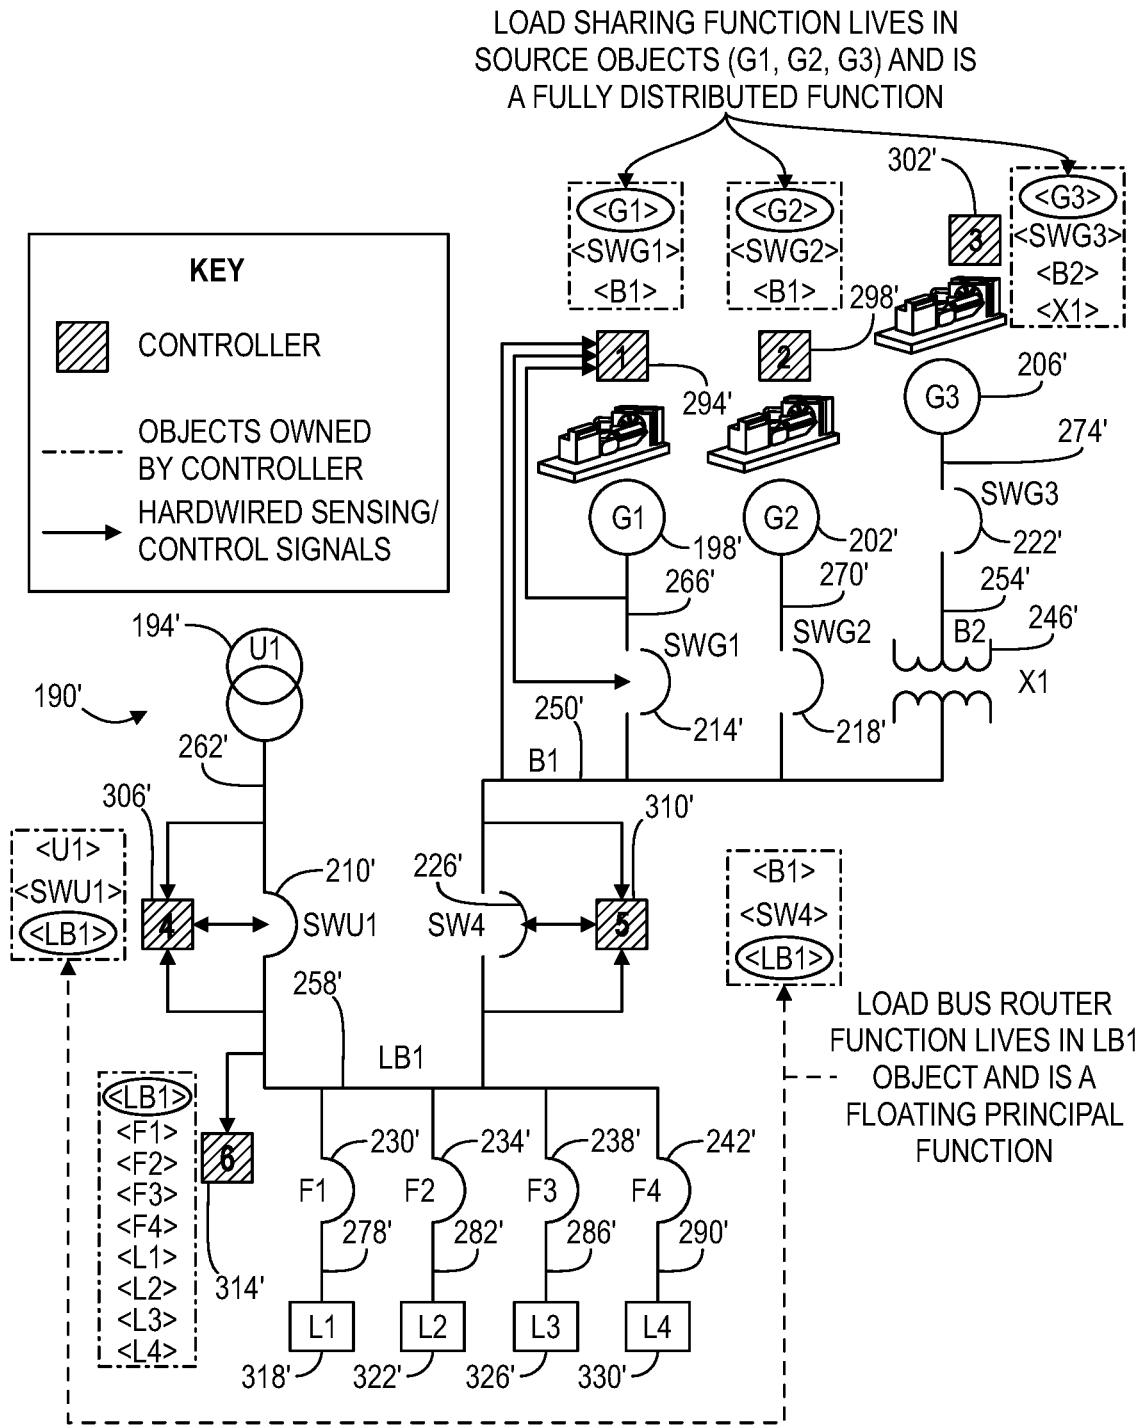 LOAD SHARING FUNCTION LIVES IN
SOURCE OBJECTS (G1, G2, G3) AND IS
A FULLY DISTRIBUTED FUNCTION
302'
<G1>
<SWG1>
<B1>
<G2>
<SWG2>
<B1>
<G3>
<SWG3>
<B2>
<X1>
3
KEY
CONTROLLER
OBJECTS OWNED
BY CONTROLLER
HARDWIRED SENSING/
CONTROL SIGNALS
298'
1
2
294'
G3
206'
274'
G1
G2
SWG3
198'
202'
222'
266'
270'
254'
194'
U1
SWG1
SWG2
B2
246'
X1
190'
250'
214'
218'
262'
B1
306'
310'
<U1>
<SWU1>
<LB1>
210'
226'
4
SWU1
SW4
5
<B1>
<SW4>
<LB1>
258'
LB1
LOAD BUS ROUTER
FUNCTION LIVES IN LB1
OBJECT AND IS A
FLOATING PRINCIPAL
FUNCTION
<LB1>
<F1>
<F2>
<F3>
<F4>
<L1>
<L2>
<L3>
<L4>
6
314'
230'
234'
238'
242'
F1
F2
F3
F4
278'
282'
286'
290'
L1
L2
L3
L4
318'
322'
326'
330'